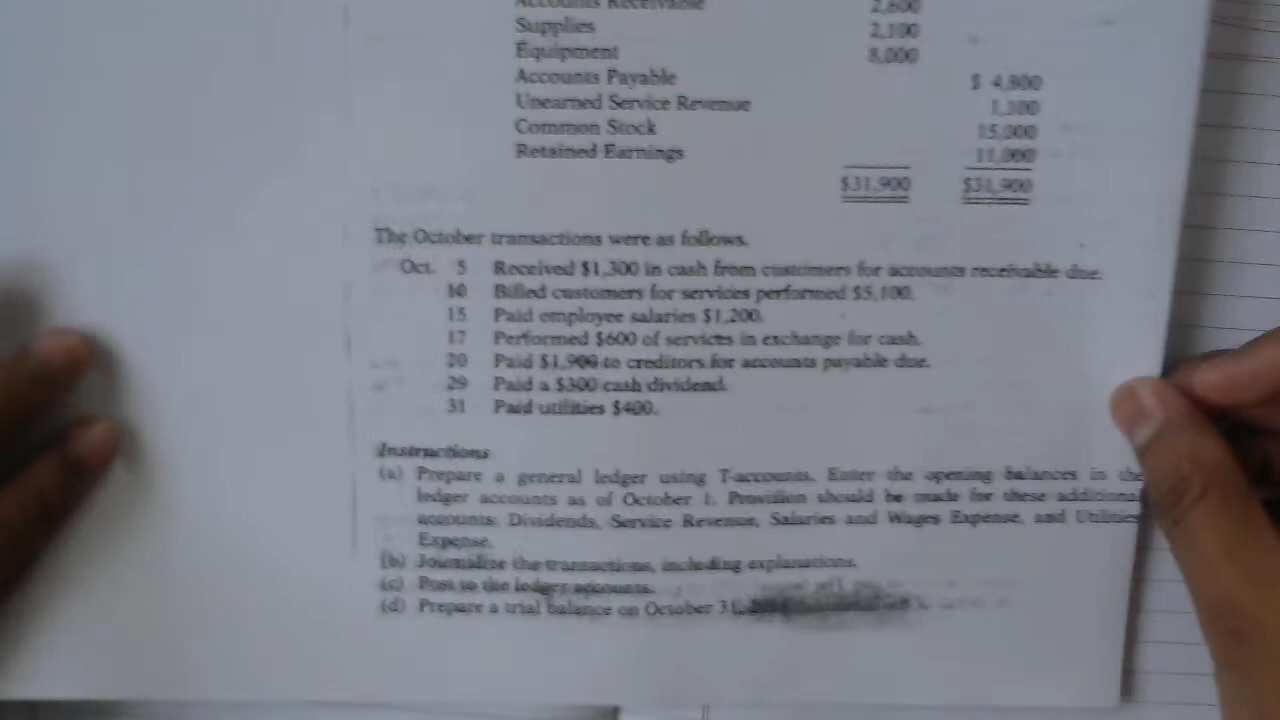 Accounts Receivable 2,600
Supplies 2,100
Equipment 8,000
Accounts Payable $ 4,800
Unearned Service Revenue 1,100
Common Stock 15,000
Retained Earnings 11,000
$31,900 $31,900
The October transactions were as follows.
Oct. 5 Received $1,300 in cash from customers for accounts receivable due.
10 Billed customers for services performed $5,100.
15 Paid employee salaries $1,200.
17 Performed $600 of services in exchange for cash.
20 Paid $1,900 to creditors for accounts payable due.
29 Paid a $300 cash dividend.
31 Paid utilities $400.
Instructions
(a) Prepare a general ledger using T-accounts. Enter the opening balances in the
ledger accounts as of October 1. Provision should be made for these additional
accounts: Dividends, Service Revenue, Salaries and Wages Expense, and Utilities
Expense.
(b) Journalize the transactions, including explanations.
(c) Post to the ledger accounts.
(d) Prepare a trial balance on October 31,